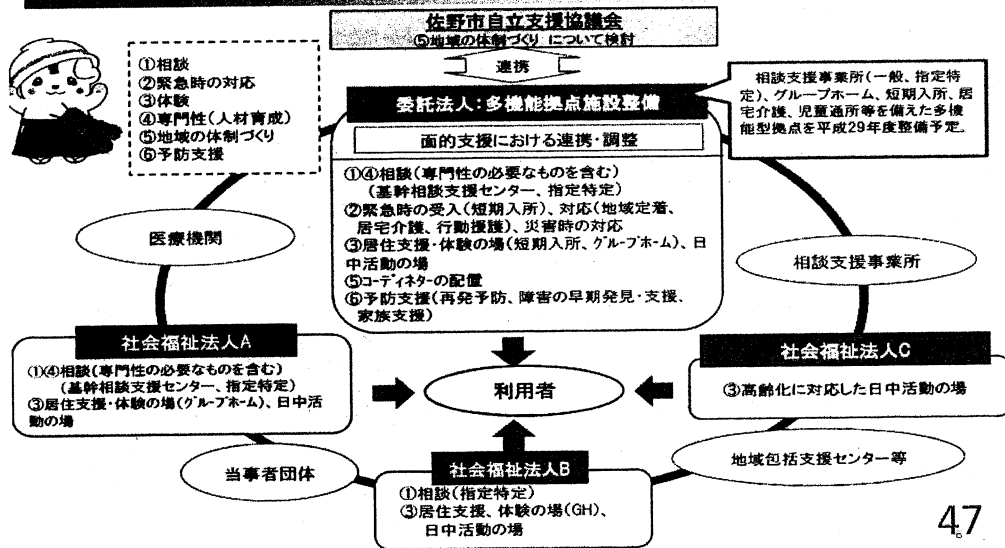 佐野市自立支援協議会
⑤地域の体制づくり について検討
連携
①相談
②緊急時の対応
③体験
④専門性(人材育成)
⑤地域の体制づくり
⑥予防支援
委託法人:多機能拠点施設整備
面的支援における連携・調整
①④相談(専門性の必要なものを含む)
(基幹相談支援センター、指定特定)
②緊急時の受入(短期入所)、対応(地域定着、
居宅介護、行動援護)、災害時の対応
③居住支援・体験の場(短期入所、グループホーム)、日
中活動の場
⑤コーディネターの配置
⑥予防支援(再発予防、障害の早期発見・支援、
家族支援)
相談支援事業所(一般、指定特
定)、グループホーム、短期入所、居
宅介護、児童通所等を備えた多機
能型拠点を平成29年度整備予定。
医療機関
相談支援事業所
社会福祉法人A
①④相談(専門性の必要なものを含む)
(基幹相談支援センター、指定特定)
③居住支援・体験の場(グループホーム)、日中活
動の場
利用者
社会福祉法人C
③高齢化に対応した日中活動の場
当事者団体
社会福祉法人B
①相談(指定特定)
③居住支援、体験の場(GH)、
日中活動の場
地域包括支援センター等
47